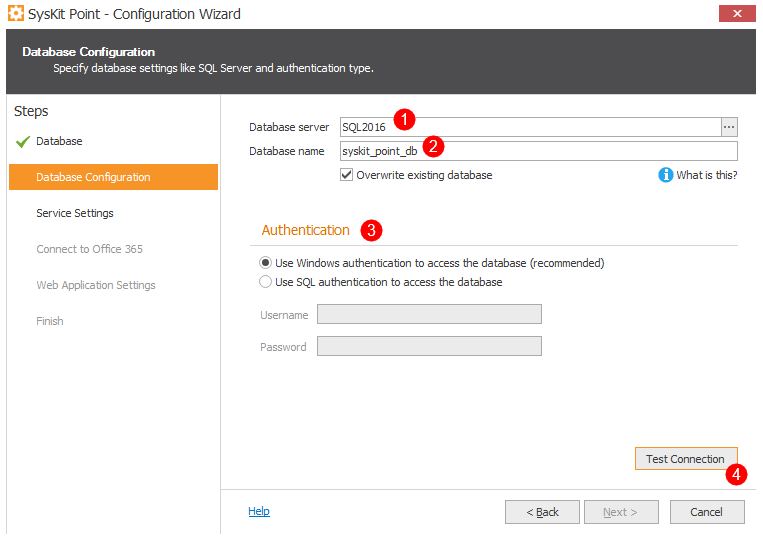 SysKit Point - Configuration Wizard
Database Configuration
Specify database settings like SQL Server and authentication type.
Steps
Database
Database Configuration
Service Settings
Connect to Office 365
Web Application Settings
Finish
Database server SQL2016 ... 1
Database name syskit_point_db 2
Overwrite existing database
i What is this?
Authentication 3
Use Windows authentication to access the database (recommended)
Use SQL authentication to access the database
Username
Password
Test Connection 4
Help
< Back
Next >
Cancel